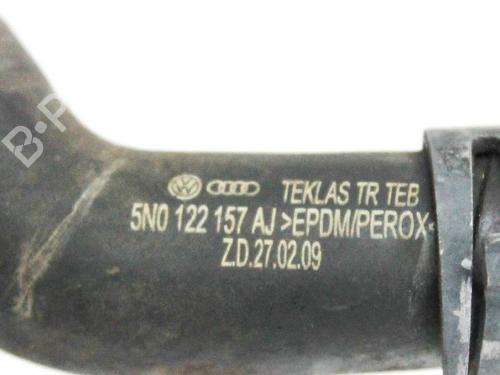 B-P
TEKLAS TR TEB
5N0 122 157 AJ >EPDM/PEROX<
Z.D.27.02.09